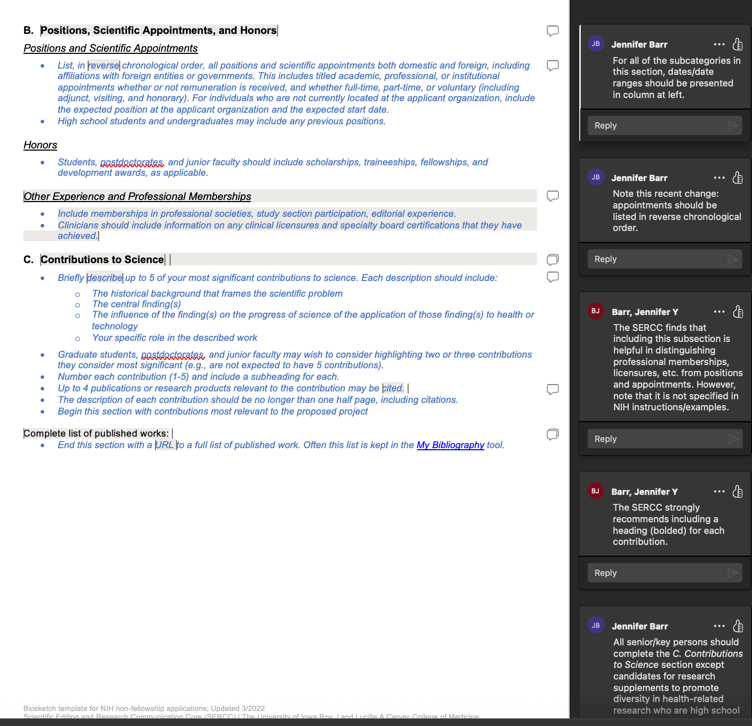 B. Positions, Scientific Appointments, and Honors
Positions and Scientific Appointments
• List, in reverse chronological order, all positions and scientific appointments both domestic and foreign, including
affiliations with foreign entities or governments. This includes titled academic, professional, or institutional
appointments whether or not remuneration is received, and whether full-time, part-time, or voluntary (including
adjunct, visiting, and honorary). For individuals who are not currently located at the applicant organization, include
the expected position at the applicant organization and the expected start date.
• High school students and undergraduates may include any previous positions.
Honors
• Students, postdoctorates, and junior faculty should include scholarships, traineeships, fellowships, and
development awards, as applicable.
Other Experience and Professional Memberships
• Include memberships in professional societies, study section participation, editorial experience.
• Clinicians should include information on any clinical licensures and specialty board certifications that they have
achieved.
C. Contributions to Science
• Briefly describe up to 5 of your most significant contributions to science. Each description should include:
o The historical background that frames the scientific problem
o The central finding(s)
o The influence of the finding(s) on the progress of science of the application of those finding(s) to health or
technology
o Your specific role in the described work
• Graduate students, postdoctorates, and junior faculty may wish to consider highlighting two or three contributions
they consider most significant (e.g., are not expected to have 5 contributions).
• Number each contribution (1-5) and include a subheading for each.
• Up to 4 publications or research products relevant to the contribution may be cited.
• The description of each contribution should be no longer than one half page, including citations.
• Begin this section with contributions most relevant to the proposed project
Complete list of published works:
• End this section with a URL to a full list of published work. Often this list is kept in the My Bibliography tool.
Biosketch template for NIH non-fellowship applications; Updated 3/2022
Scientific Editing and Research Communication Core (SERCC) | The University of Iowa Roy J and Lucille A Carver College of Medicine
JB Jennifer Barr ...
For all of the subcategories in
this section, dates/date
ranges should be presented
in column at left.
Reply
JB Jennifer Barr ...
Note this recent change:
appointments should be
listed in reverse chronological
order.
Reply
BJ Barr, Jennifer Y ...
The SERCC finds that
including this subsection is
helpful in distinguishing
professional memberships,
licensures, etc. from positions
and appointments. However,
note that it is not specified in
NIH instructions/examples.
Reply
BJ Barr, Jennifer Y ...
The SERCC strongly
recommends including a
heading (bolded) for each
contribution.
Reply
JB Jennifer Barr ...
All senior/key persons should
complete the C. Contributions
to Science section except
candidates for research
supplements to promote
diversity in health-related
research who are high school